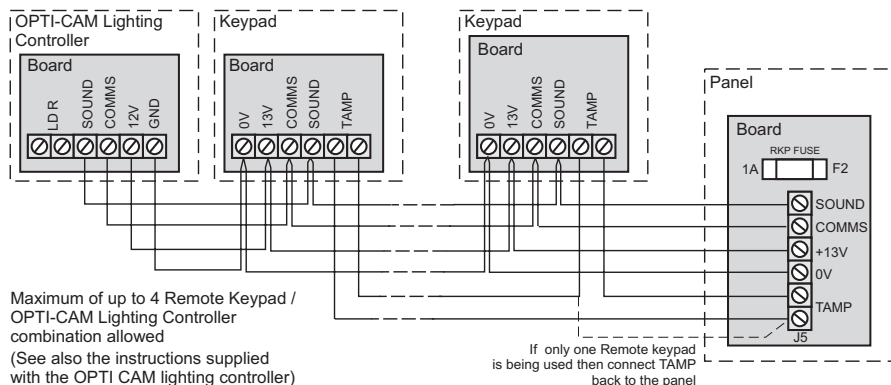 OPTI-CAM Lighting
Controller
Board
LD R
SOUND
COMMS
12V
GND
Keypad
Board
0V
13V
COMMS
SOUND
TAMP
Keypad
Board
0V
13V
COMMS
SOUND
TAMP
Panel
Board
RKP FUSE
1A
F2
SOUND
COMMS
+13V
0V
TAMP
J5
Maximum of up to 4 Remote Keypad /
OPTI-CAM Lighting Controller
combination allowed
(See also the instructions supplied
with the OPTI CAM lighting controller)
If only one Remote keypad
is being used then connect TAMP
back to the panel